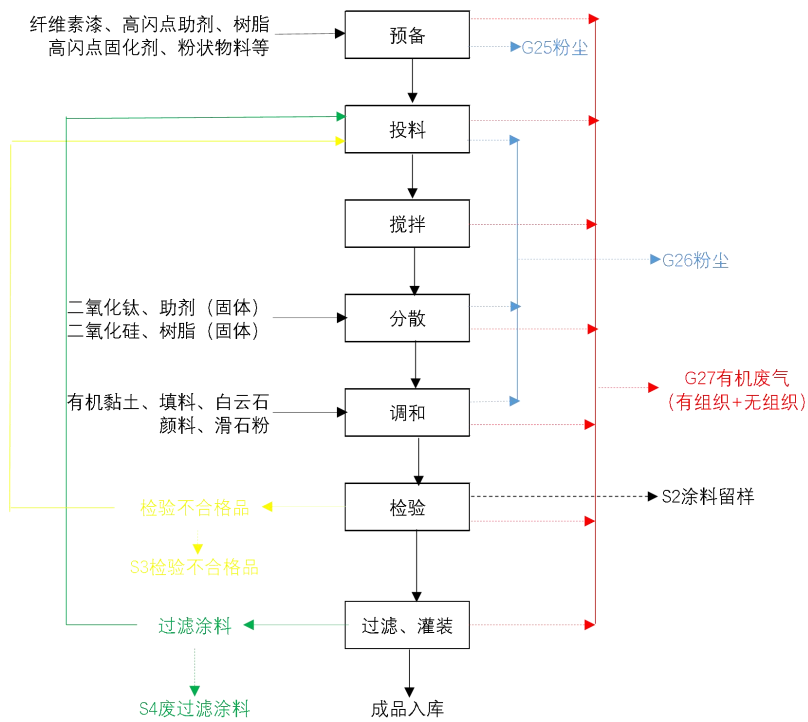 纤维素漆、高闪点助剂、树脂
高闪点固化剂、粉状物料等
预备
G25粉尘
投料
搅拌
G26粉尘
二氧化钛、助剂（固体）
二氧化硅、树脂（固体）
分散
G27有机废气
（有组织+无组织）
有机黏土、填料、白云石
颜料、滑石粉
调和
检验不合格品
检验
S2涂料留样
S3检验不合格品
过滤涂料
过滤、灌装
S4废过滤涂料
成品入库